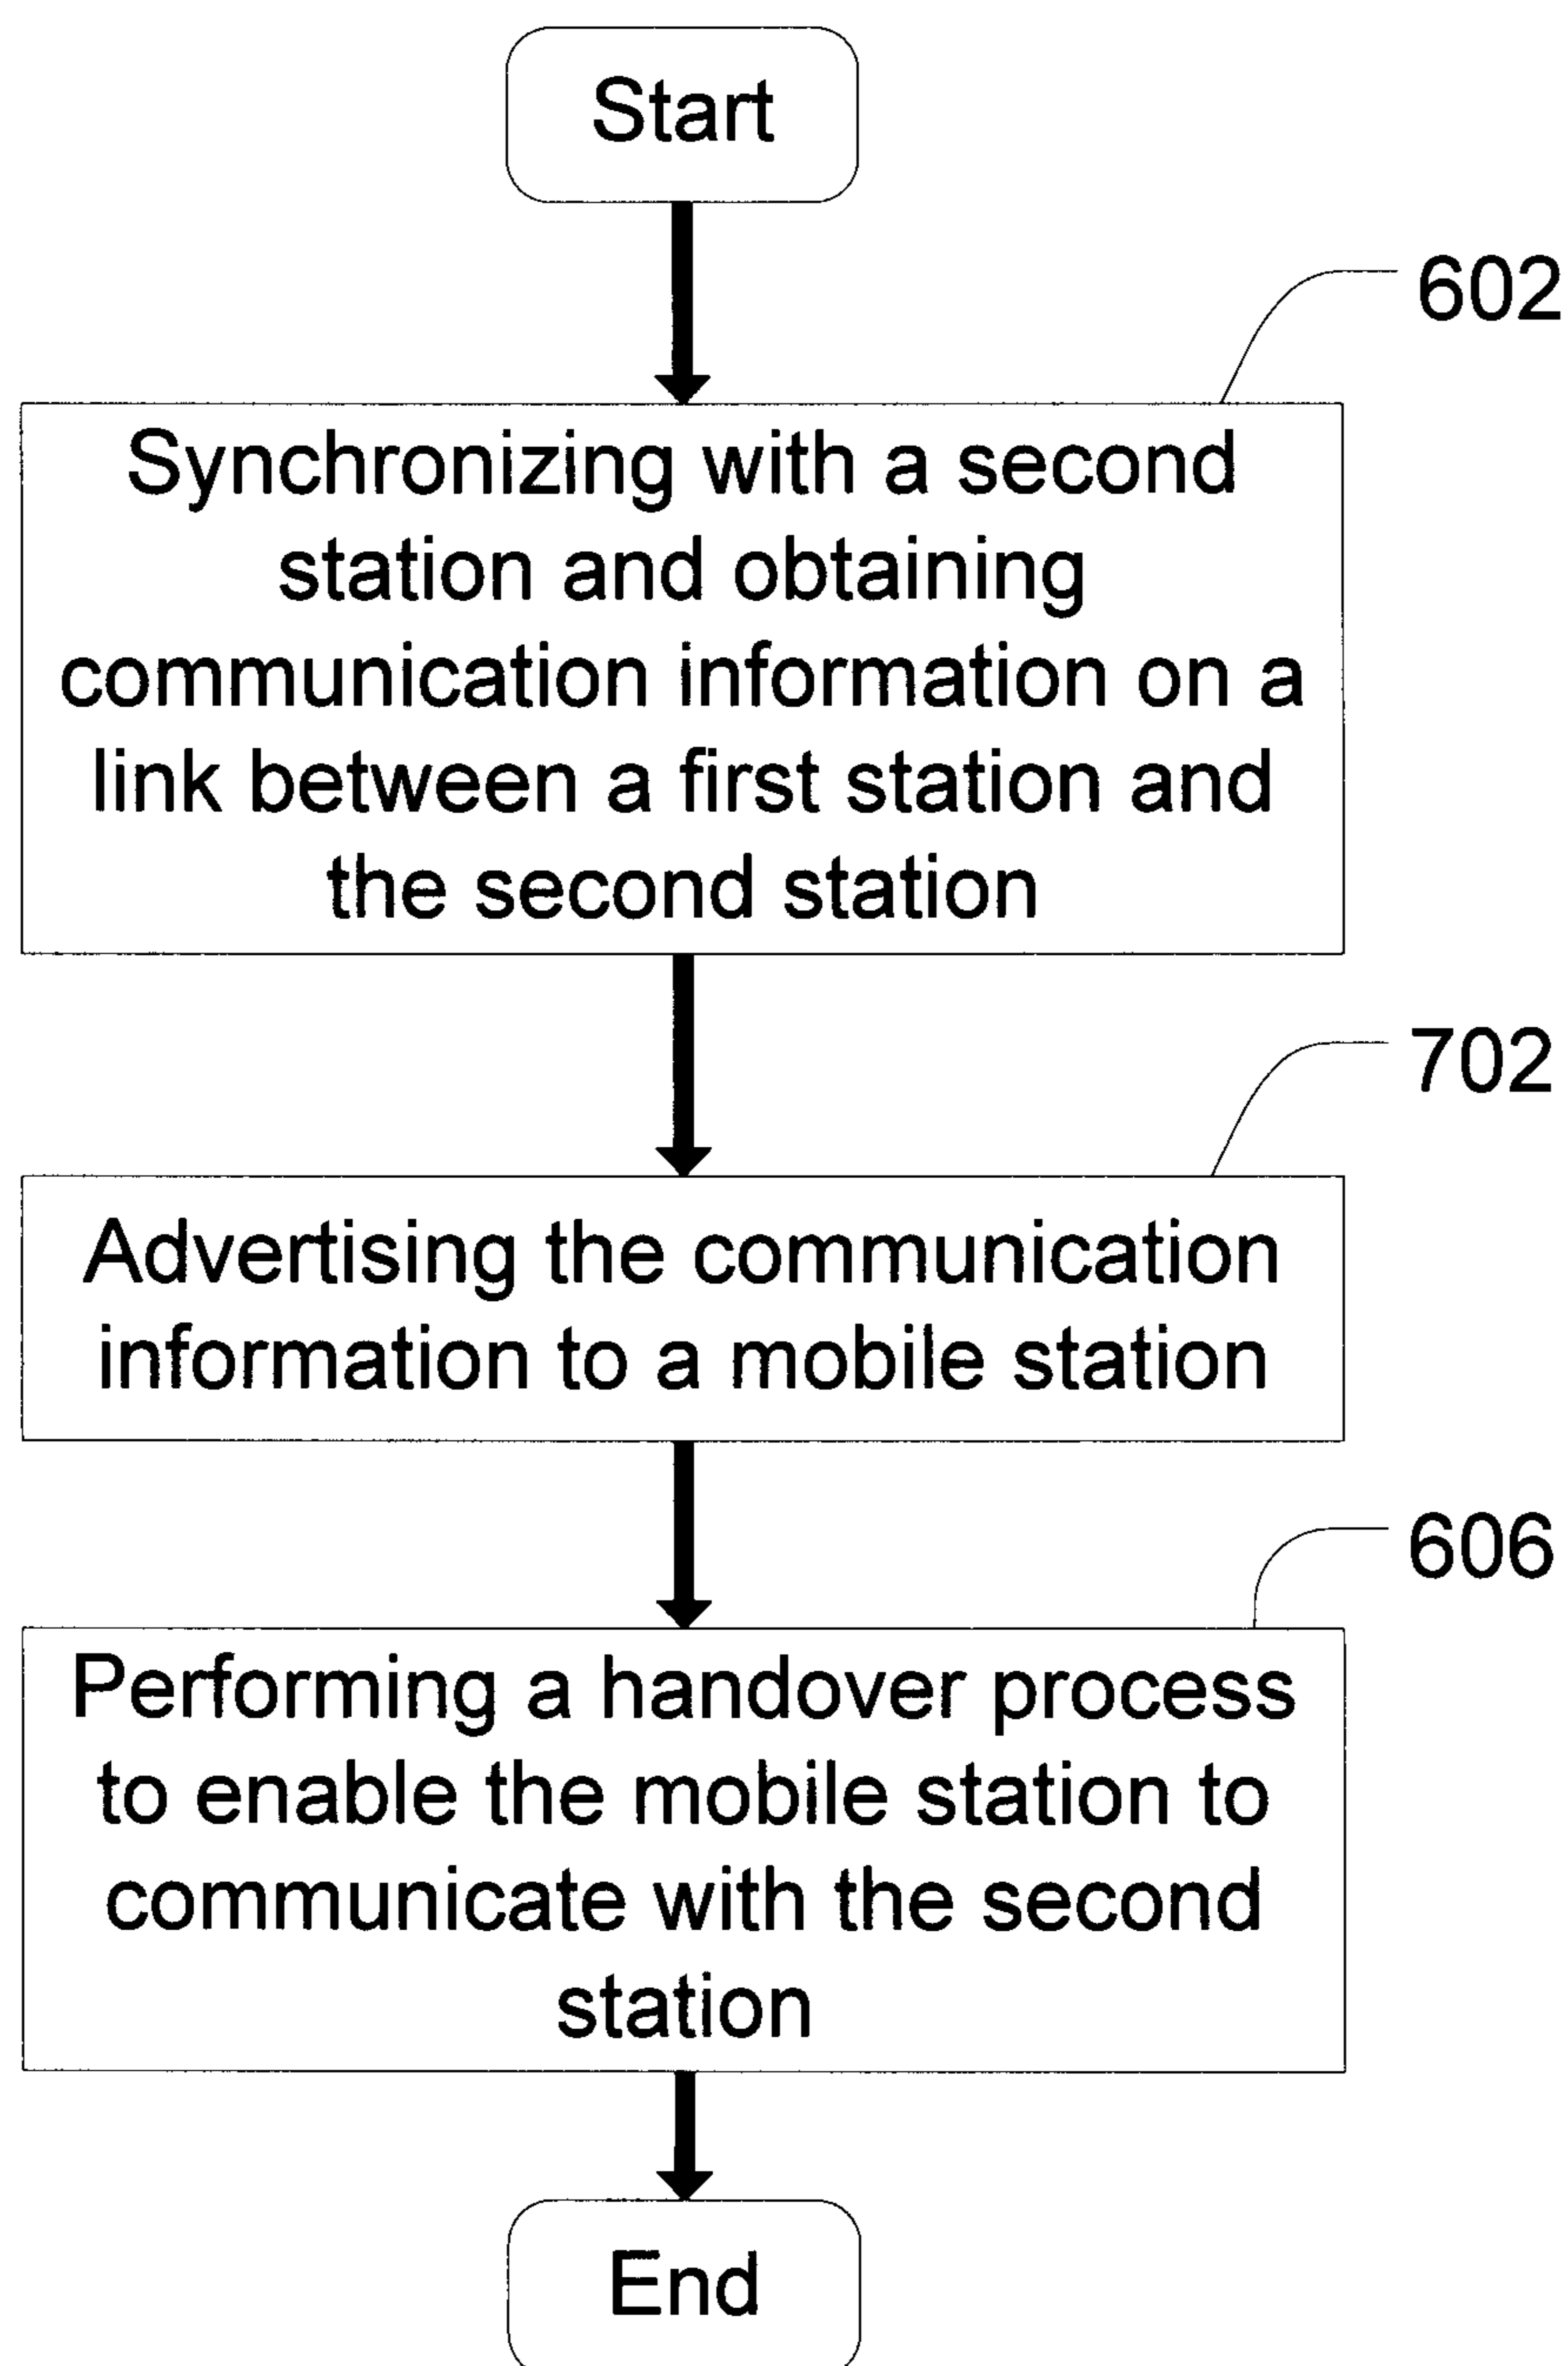 Start
602
Synchronizing with a second
station and obtaining
communication information on a
link between a first station and
the second station
702
Advertising the communication
information to a mobile station
606
Performing a handover process
to enable the mobile station to
communicate with the second
station
End